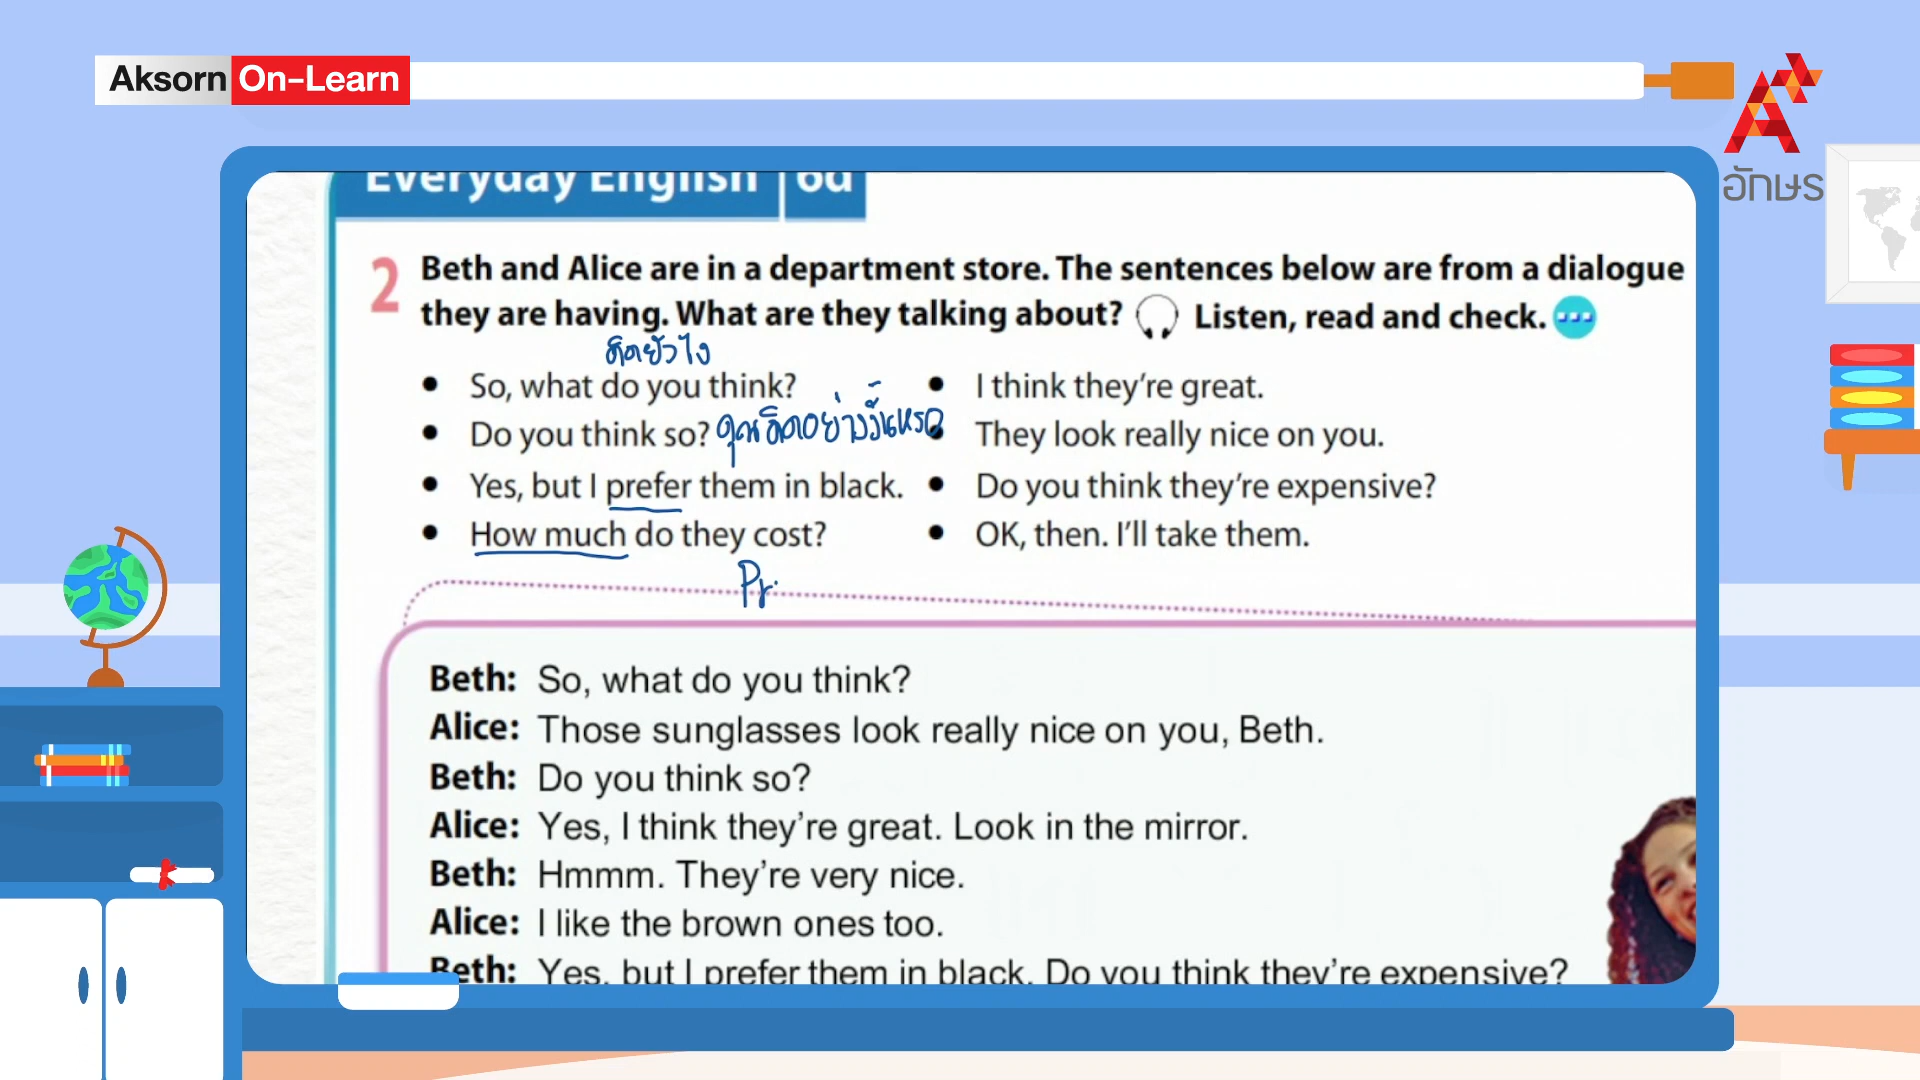 Aksorn On-Learn
อักษร
Everyday English 6d
2 Beth and Alice are in a department store. The sentences below are from a dialogue
they are having. What are they talking about? Listen, read and check.
คิดยังไง
• So, what do you think?
• I think they're great.
• Do you think so? คุณคิดอย่างงั้นเหรอ
• They look really nice on you.
• Yes, but I prefer them in black.
• Do you think they're expensive?
• How much do they cost?
• OK, then. I'll take them.
Pr
Beth: So, what do you think?
Alice: Those sunglasses look really nice on you, Beth.
Beth: Do you think so?
Alice: Yes, I think they're great. Look in the mirror.
Beth: Hmmm. They're very nice.
Alice: I like the brown ones too.
Beth: Yes, but I prefer them in black. Do you think they're expensive?